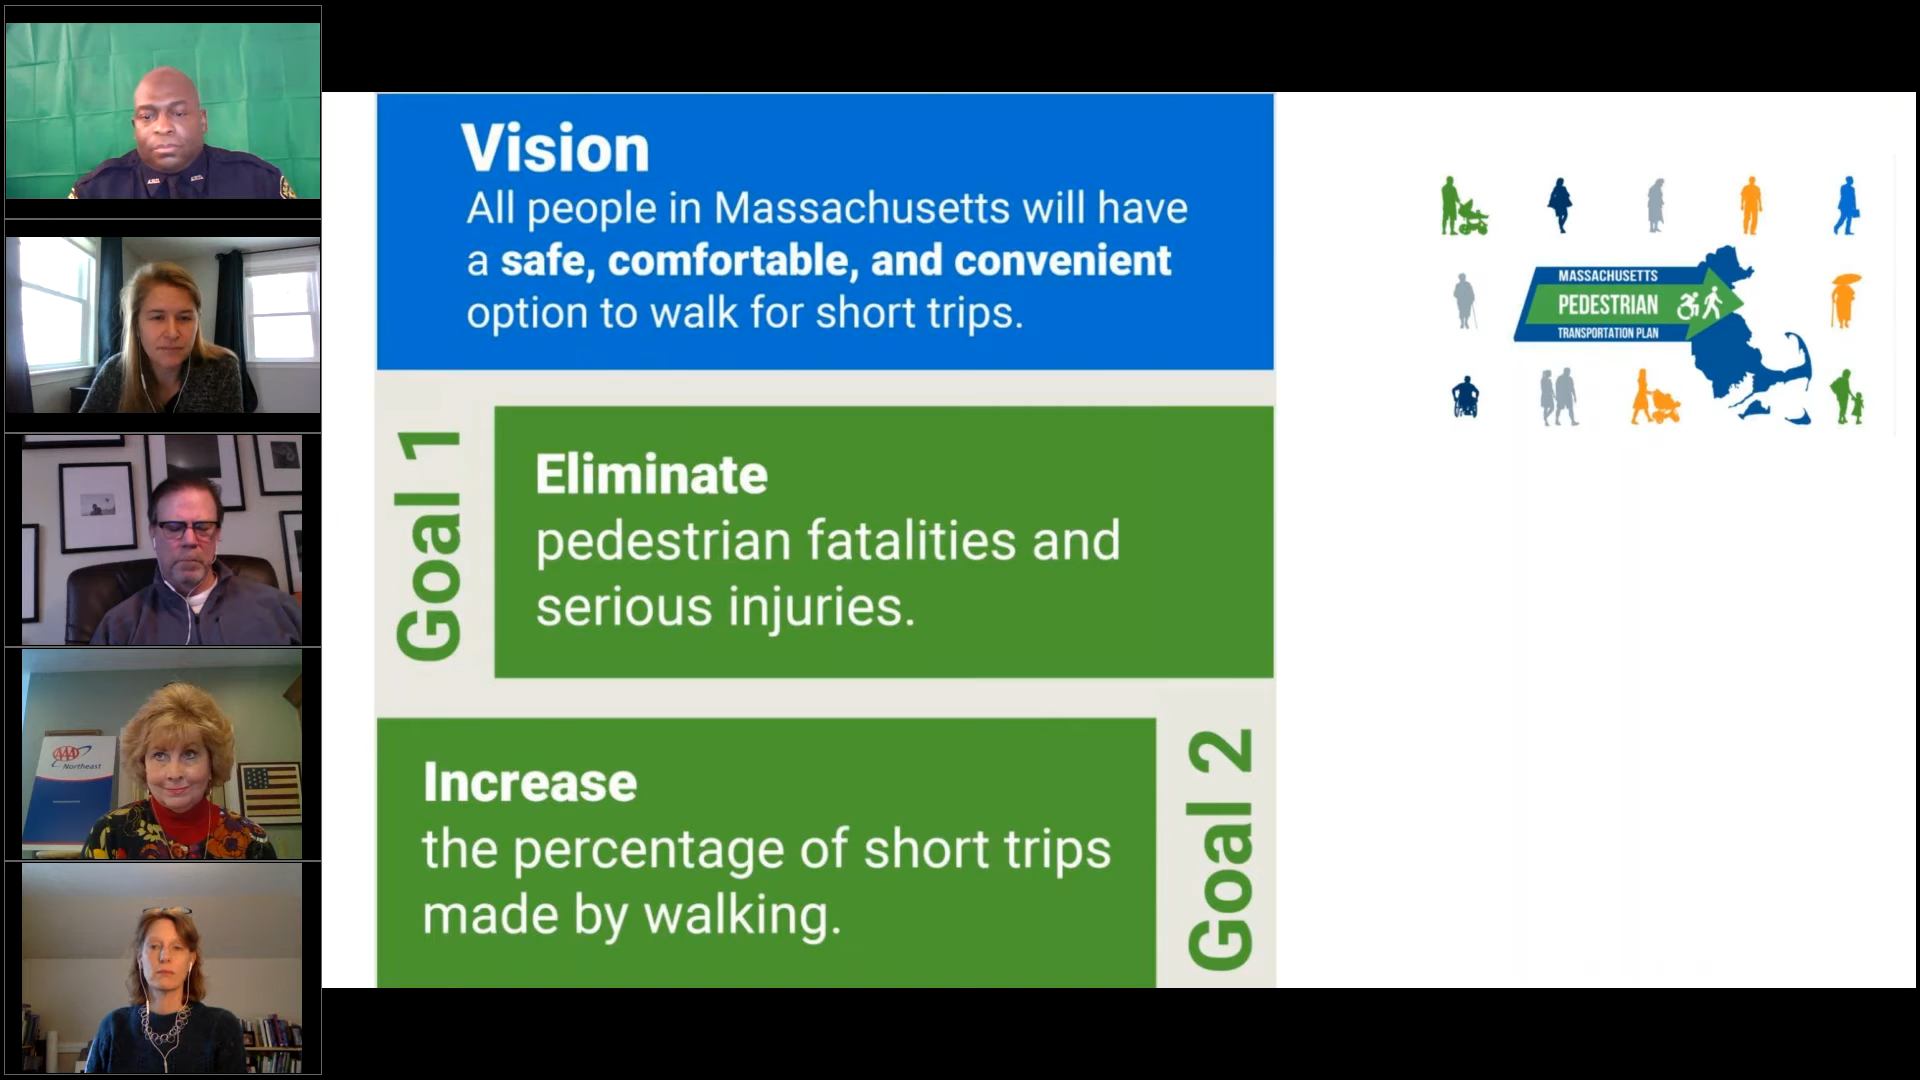 Vision
All people in Massachusetts will have
a safe, comfortable, and convenient
option to walk for short trips.
Goal 1
Eliminate
pedestrian fatalities and
serious injuries.
Increase
the percentage of short trips
made by walking.
Goal 2
MASSACHUSETTS
PEDESTRIAN
TRANSPORTATION PLAN
AAA
Northeast